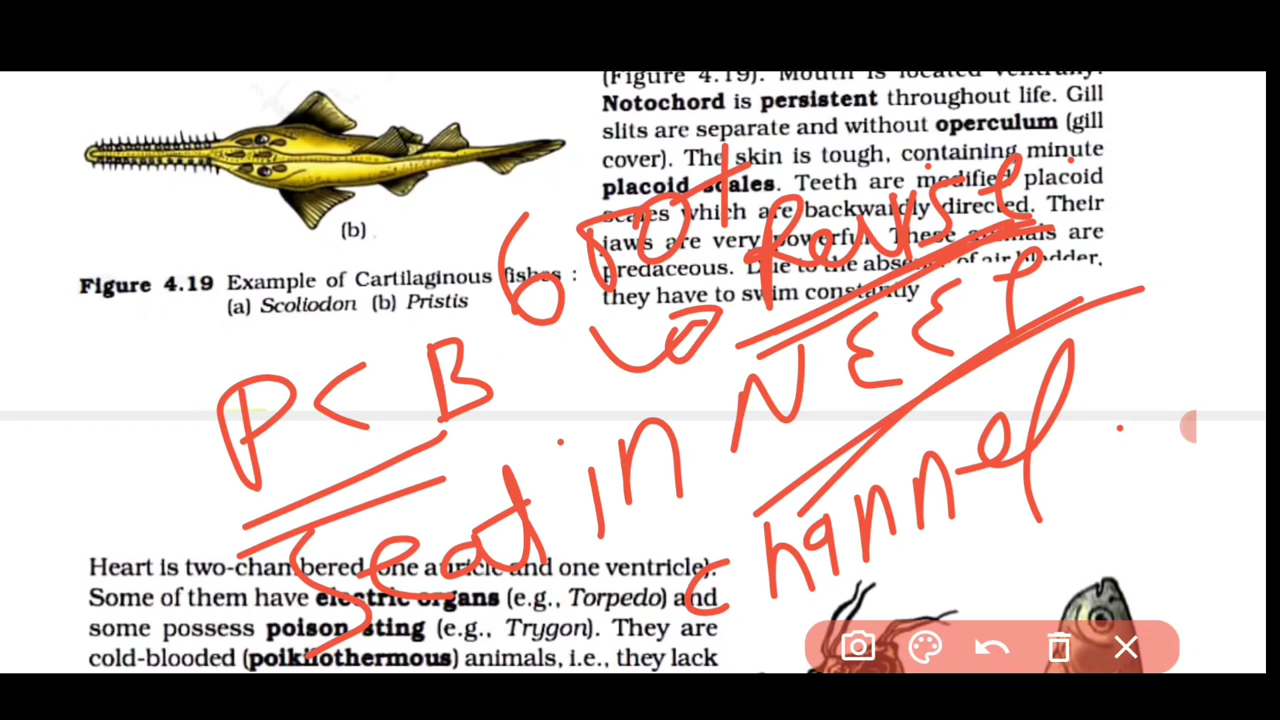 (Figure 4.19). Mouth is located ventrally.
Notochord is persistent throughout life. Gill
slits are separate and without operculum (gill
cover). The skin is tough, containing minute
placoid scales. Teeth are modified placoid
scales which are backwardly directed. Their
jaws are very powerful. These animals are
predaceous. Due to the absence of air bladder,
they have to swim constantly
(b)
Figure 4.19 Example of Cartilaginous fishes :
(a) Scoliodon (b) Pristis
600+ Revise
PCB
NEET
Seat in
channel
Heart is two-chambered (one auricle and one ventricle).
Some of them have electric organs (e.g., Torpedo) and
some possess poison sting (e.g., Trygon). They are
cold-blooded (poikilothermous) animals, i.e., they lack